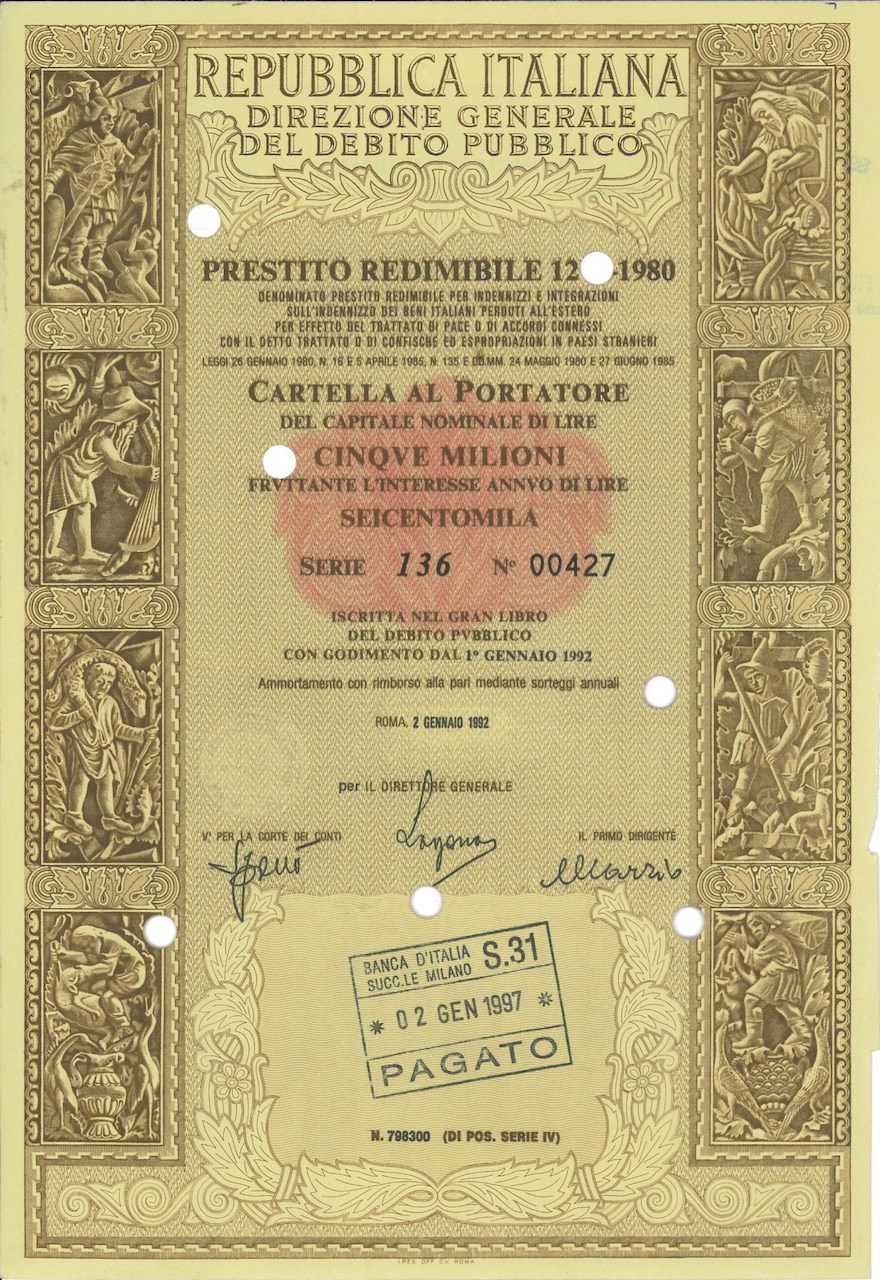 REPUBBLICA ITALIANA
DIREZIONE GENERALE
DEL DEBITO PUBBLICO
PRESTITO REDIMIBILE 12 -1980
DENOMINATO PRESTITO REDIMIBILE PER INDENNIZZI E INTEGRAZIONI
SULL'INDENNIZZO DEI BENI ITALIANI PERDUTI ALL'ESTERO
PER EFFETTO DEL TRATTATO DI PACE O DI ACCORDI CONNESSI
CON IL DETTO TRATTATO O DI CONFISCHE ED ESPROPRIAZIONI IN PAESI STRANIERI
LEGGI 26 GENNAIO 1980, N. 16 E 5 APRILE 1985, N. 135 E DD.MM. 24 MAGGIO 1980 E 27 GIUGNO 1985
CARTELLA AL PORTATORE
DEL CAPITALE NOMINALE DI LIRE
CINQVE MILIONI
FRVTTANTE L'INTERESSE ANNVO DI LIRE
SEICENTOMILA
SERIE 136 No 00427
ISCRITTA NEL GRAN LIBRO
DEL DEBITO PVBBLICO
CON GODIMENTO DAL 1º GENNAIO 1992
Ammortamento con rimborso alla pari mediante sorteggi annuali
ROMA, 2 GENNAIO 1992
per IL DIRETTORE GENERALE
V.º PER LA CORTE DEI CONTI
IL PRIMO DIRIGENTE
BANCA D'ITALIA S.31
SUCC.LE MILANO
* 02 GEN 1997 *
PAGATO
N. 798300 (DI POS. SERIE IV)
I.P.Z.S. OFF. C.V. ROMA